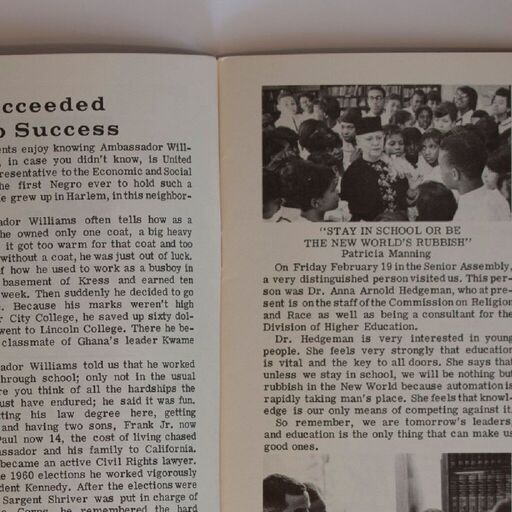 cceeded
o Success
ents enjoy knowing Ambassador Will-
, in case you didn't know, is United
presentative to the Economic and Social
he first Negro ever to hold such a
e grew up in Harlem, in this neighbor-
ador Williams often tells how as a
he owned only one coat, a big heavy
it got too warm for that coat and too
without a coat, he was just out of luck.
f how he used to work as a busboy in
basement of Kress and earned ten
week. Then suddenly he decided to go
e. Because his marks weren't high
r City College, he saved up sixty dol-
went to Lincoln College. There he be-
classmate of Ghana's leader Kwame
ador Williams told us that he worked
hrough school; only not in the usual
re you think of all the hardships the
ust have endured; he said it was fun.
tting his law degree here, getting
and having two sons, Frank Jr. now
Paul now 14, the cost of living chased
assador and his family to California.
became an active Civil Rights lawyer.
e 1960 elections he worked vigorously
dent Kennedy. After the elections were
Sargent Shriver was put in charge of
Corps, he remembered the hard
"STAY IN SCHOOL OR BE
THE NEW WORLD'S RUBBISH"
Patricia Manning
On Friday February 19 in the Senior Assembly,
a very distinguished person visited us. This per-
son was Dr. Anna Arnold Hedgeman, who at pre-
sent is on the staff of the Commission on Religion
and Race as well as being a consultant for the
Division of Higher Education.
Dr. Hedgeman is very interested in young
people. She feels very strongly that education
is vital and the key to all doors. She says that
unless we stay in school, we will be nothing but
rubbish in the New World because automation is
rapidly taking man's place. She feels that knowl-
edge is our only means of competing against it.
So remember, we are tomorrow's leaders,
and education is the only thing that can make us
good ones.